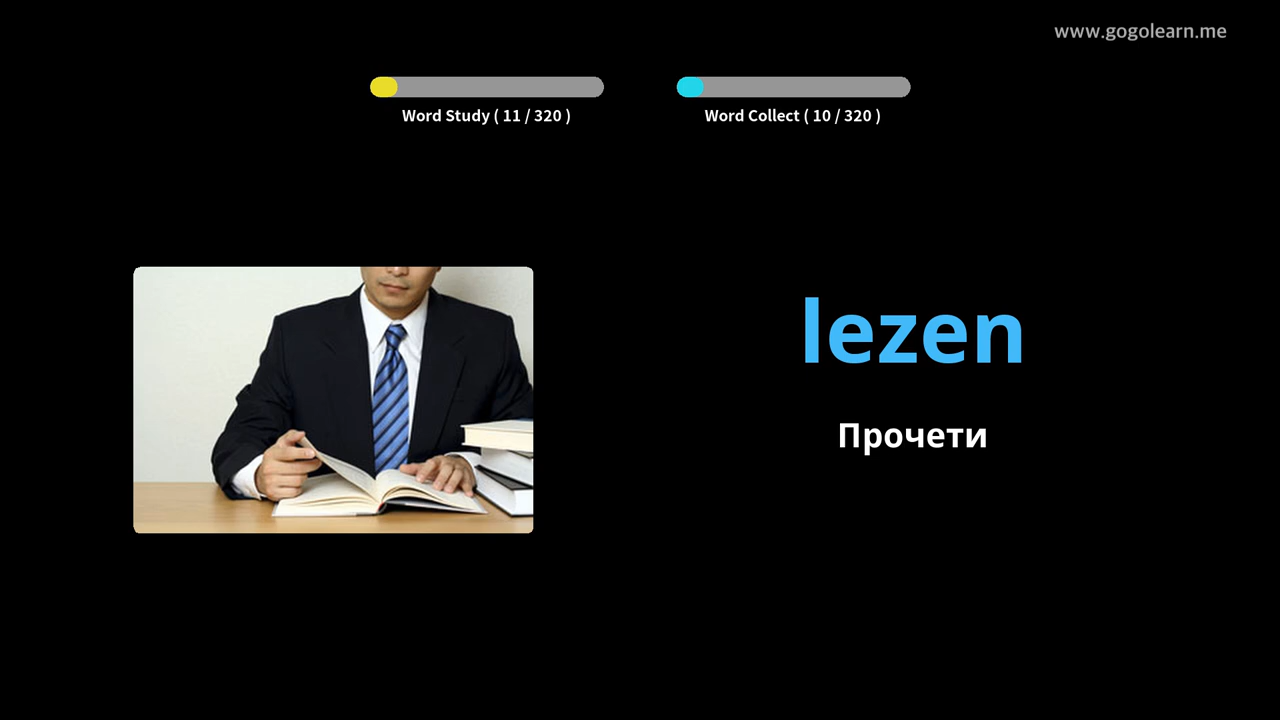 www.gogolearn.me
Word Study ( 11 / 320 )
Word Collect ( 10 / 320 )
lezen
Прочети